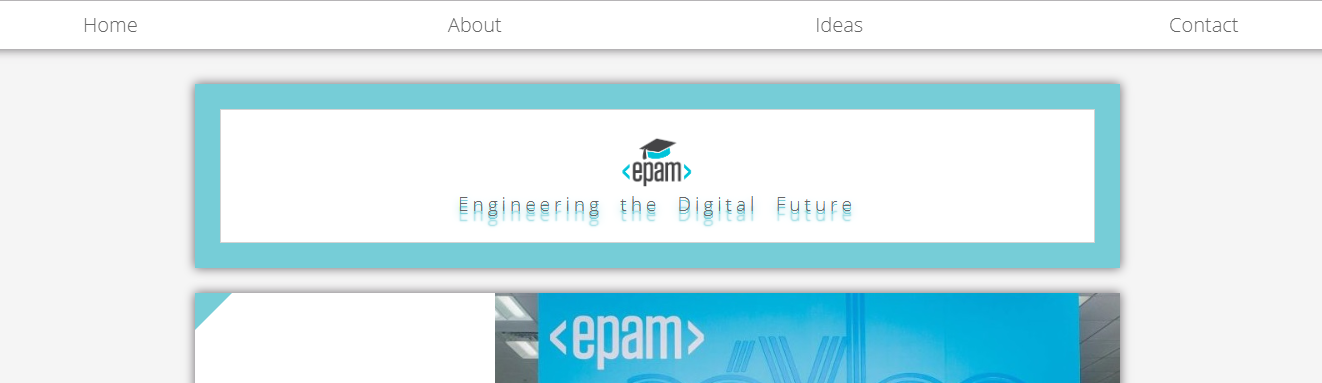 Home About Ideas Contact
<epam>
Engineering the Digital Future
<epam>